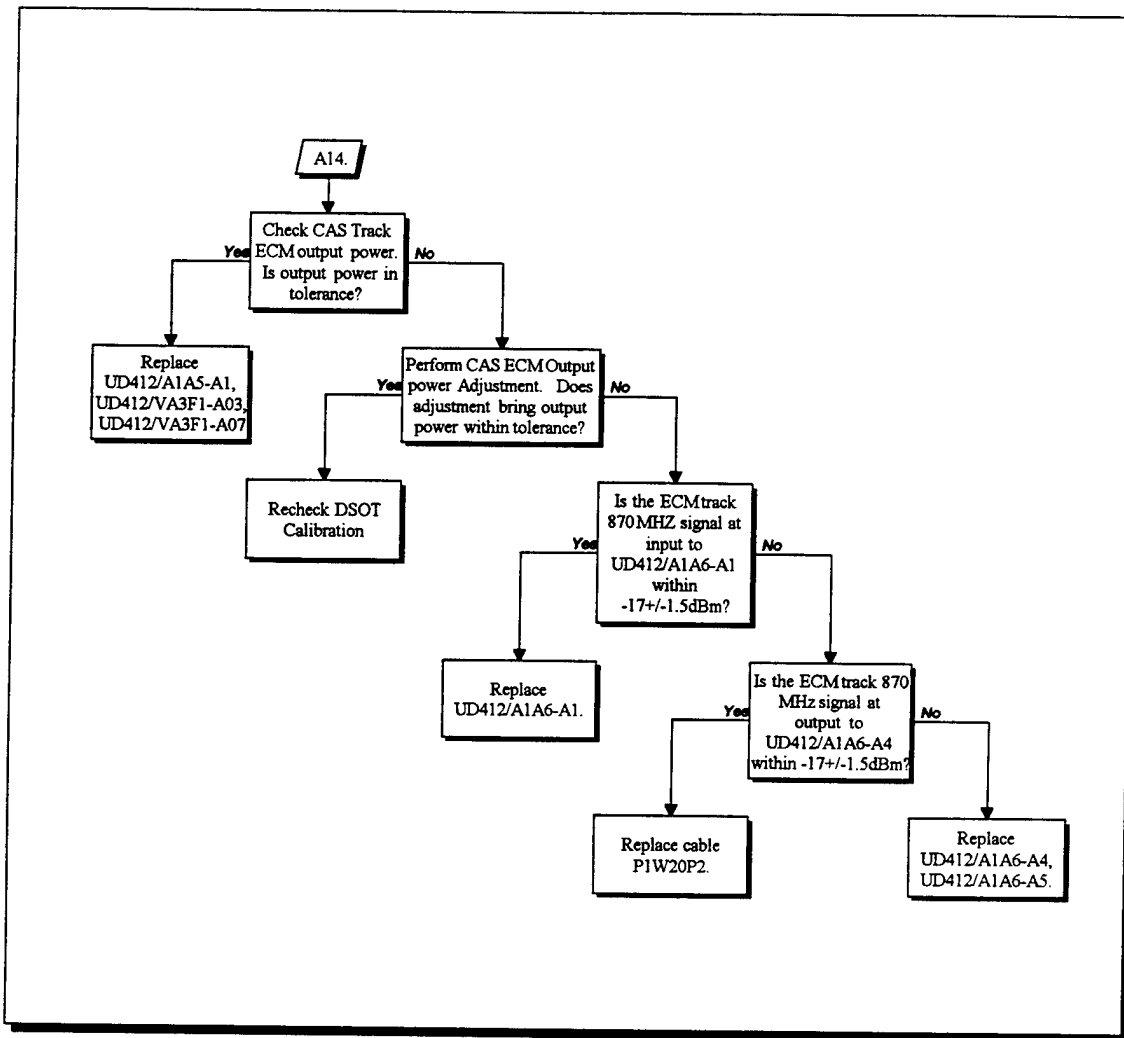 A14.
Check CAS Track
ECM output power.
Is output power in
tolerance?
Yes
No
Replace
UD412/A1A5-A1,
UD412/VA3F1-A03,
UD412/VA3F1-A07
Perform CAS ECM Output
power Adjustment. Does
adjustment bring output
power within tolerance?
Yes
No
Recheck DSOT
Calibration
Is the ECM track
870 MHZ signal at
input to
UD412/A1A6-A1
within
-17+/-1.5dBm?
Yes
No
Replace
UD412/A1A6-A1.
Is the ECM track 870
MHz signal at
output to
UD412/A1A6-A4
within -17+/-1.5dBm?
Yes
No
Replace cable
P1W20P2.
Replace
UD412/A1A6-A4,
UD412/A1A6-A5.